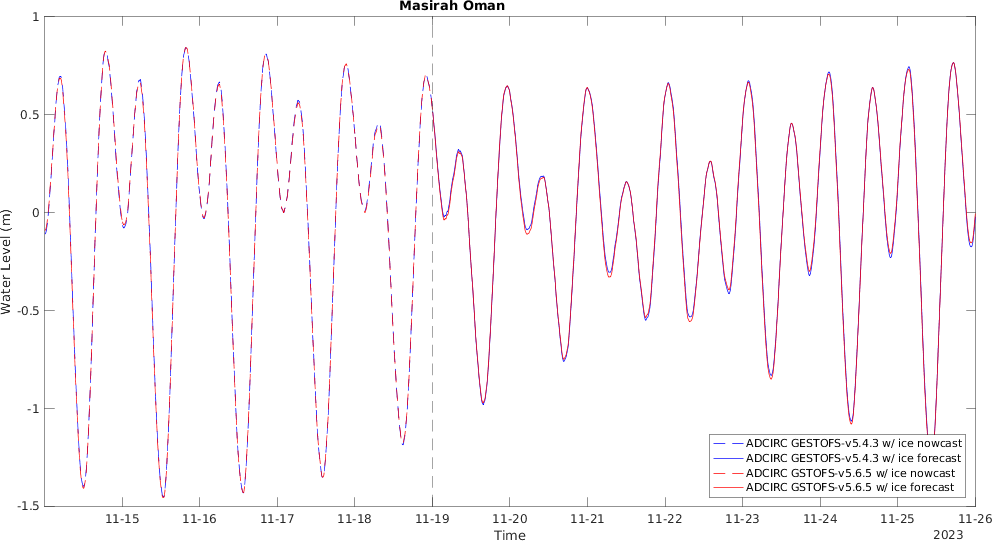 Masirah Oman
1
0.5
0
-0.5
-1
-1.5
Water Level (m)
ADCIRC GESTOFS-v5.4.3 w/ ice nowcast
ADCIRC GESTOFS-v5.4.3 w/ ice forecast
ADCIRC GSTOFS-v5.6.5 w/ ice nowcast
ADCIRC GSTOFS-v5.6.5 w/ ice forecast
11-15 11-16 11-17 11-18 11-19 11-20 11-21 11-22 11-23 11-24 11-25 11-26
Time
2023